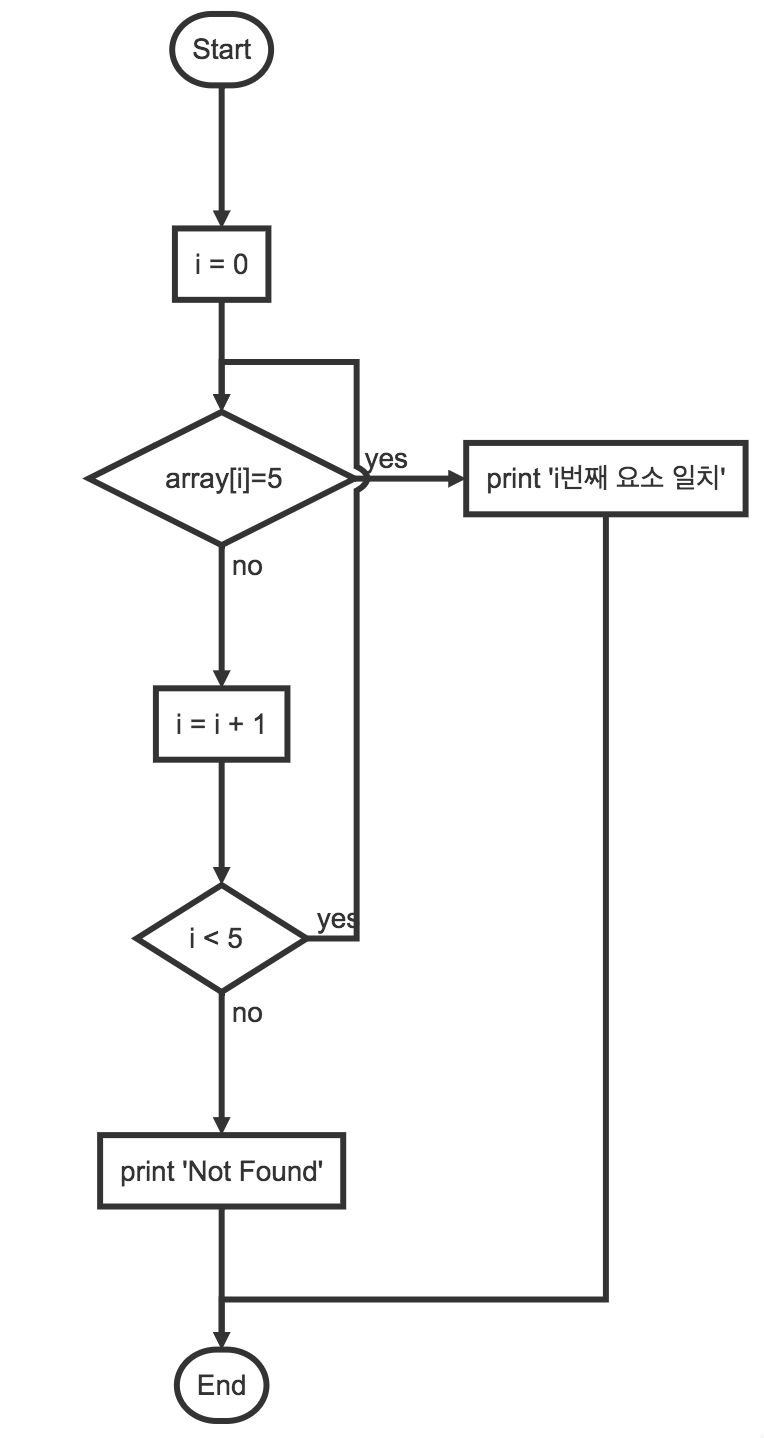 Start
i = 0
array[i]=5
yes
print 'i번째 요소 일치'
no
i = i + 1
i < 5
yes
no
print 'Not Found'
End